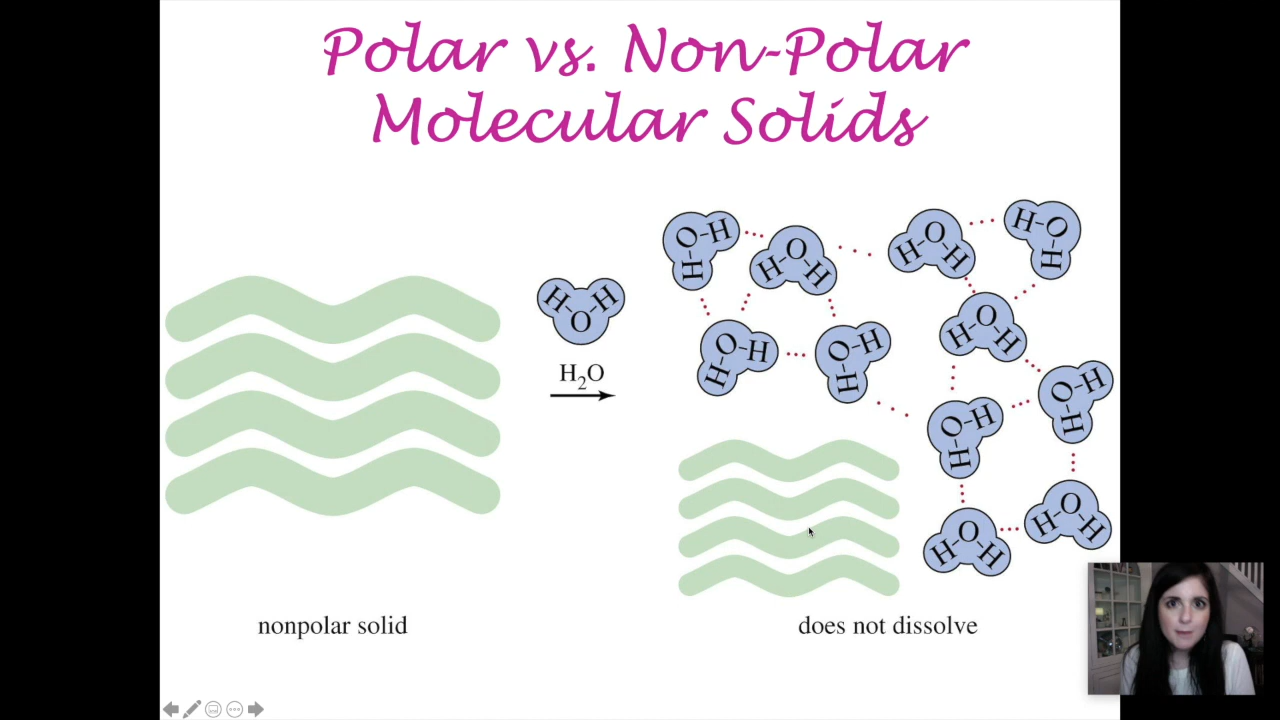 Polar vs. Non-Polar
Molecular Solids
H O H
H₂O
nonpolar solid
O-H
H
O
H H
O
H H
H-O
H
O-H
H
O-H
H
O
H H
O-H
H
O-H
H
O
H H
O
H H
does not dissolve